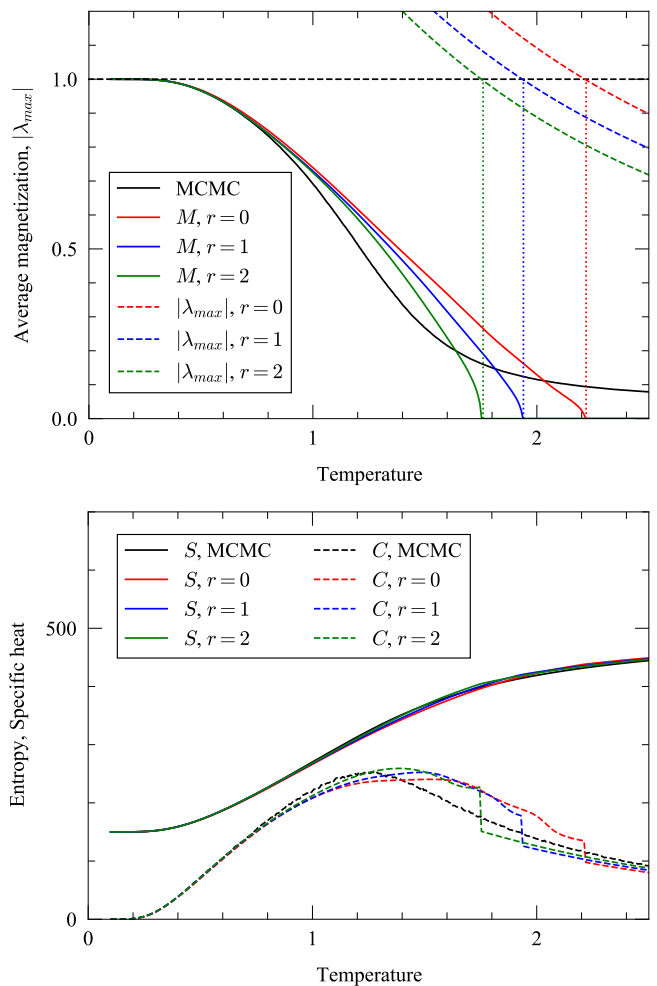 Average magnetization, |λmax|
1.0
0.5
0.0
MCMC
M, r = 0
M, r = 1
M, r = 2
|λmax|, r = 0
|λmax|, r = 1
|λmax|, r = 2
0 1 2
Temperature
Entropy, Specific heat
500
0
S, MCMC C, MCMC
S, r = 0 C, r = 0
S, r = 1 C, r = 1
S, r = 2 C, r = 2
0 1 2
Temperature